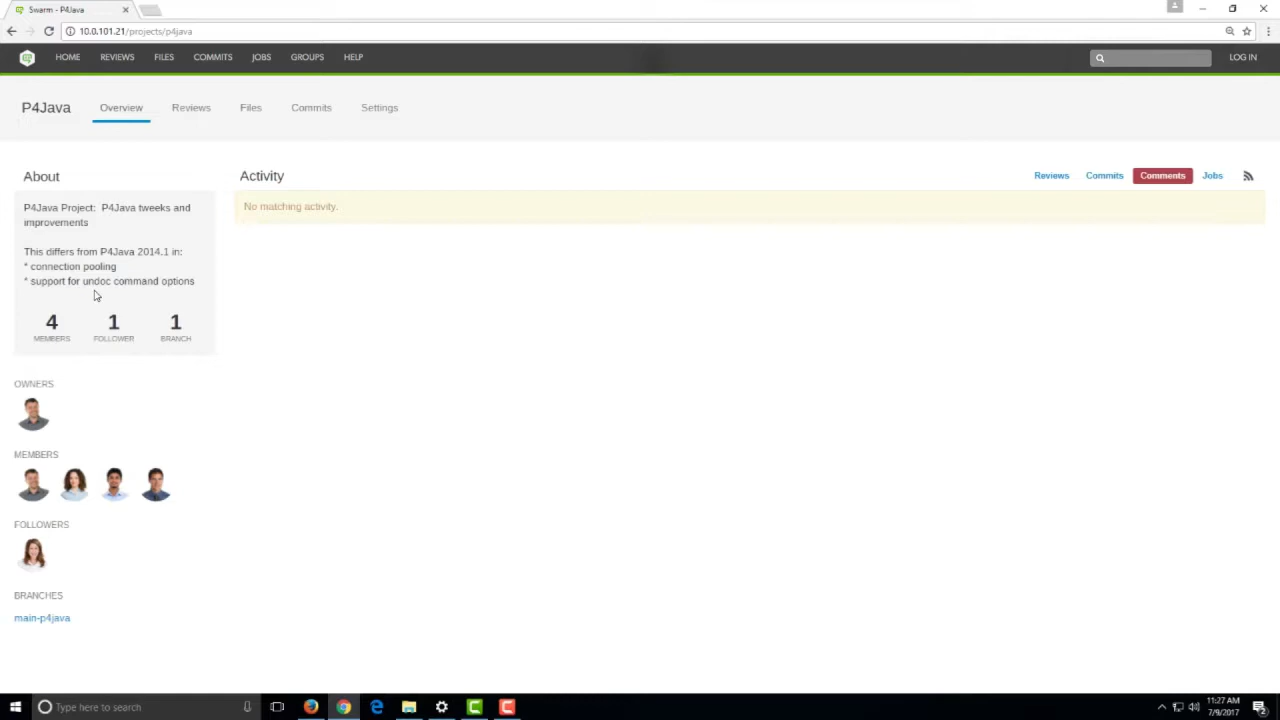 Swarm - P4Java
10.0.101.21/projects/p4java
HOME REVIEWS FILES COMMITS JOBS GROUPS HELP LOG IN
P4Java Overview Reviews Files Commits Settings
About
P4Java Project: P4Java tweeks and
improvements
This differs from P4Java 2014.1 in:
* connection pooling
* support for undoc command options
4 1 1
MEMBERS FOLLOWER BRANCH
OWNERS
MEMBERS
FOLLOWERS
BRANCHES
main-p4java
Activity Reviews Commits Comments Jobs
No matching activity.
Type here to search
11:27 AM
7/9/2017
2